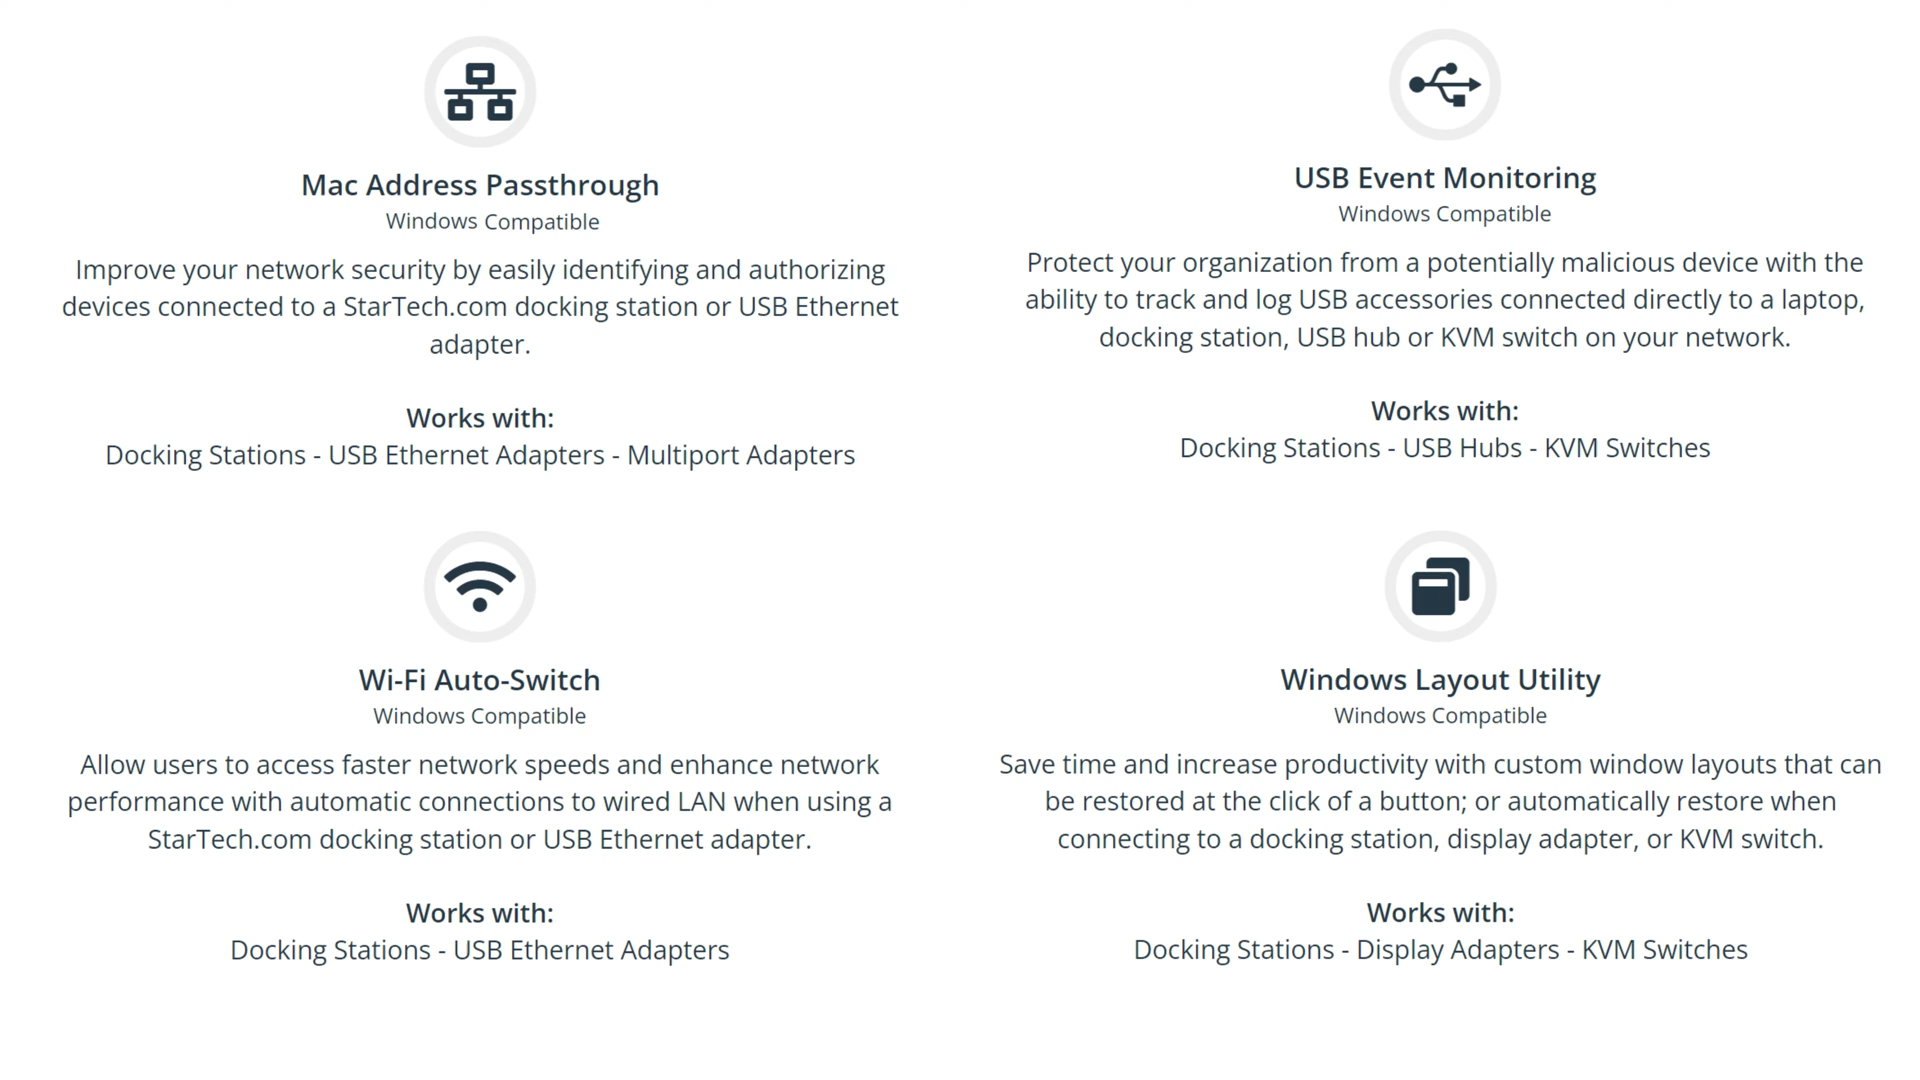 Mac Address Passthrough
Windows Compatible
Improve your network security by easily identifying and authorizing
devices connected to a StarTech.com docking station or USB Ethernet
adapter.
Works with:
Docking Stations - USB Ethernet Adapters - Multiport Adapters
USB Event Monitoring
Windows Compatible
Protect your organization from a potentially malicious device with the
ability to track and log USB accessories connected directly to a laptop,
docking station, USB hub or KVM switch on your network.
Works with:
Docking Stations - USB Hubs - KVM Switches
Wi-Fi Auto-Switch
Windows Compatible
Allow users to access faster network speeds and enhance network
performance with automatic connections to wired LAN when using a
StarTech.com docking station or USB Ethernet adapter.
Works with:
Docking Stations - USB Ethernet Adapters
Windows Layout Utility
Windows Compatible
Save time and increase productivity with custom window layouts that can
be restored at the click of a button; or automatically restore when
connecting to a docking station, display adapter, or KVM switch.
Works with:
Docking Stations - Display Adapters - KVM Switches